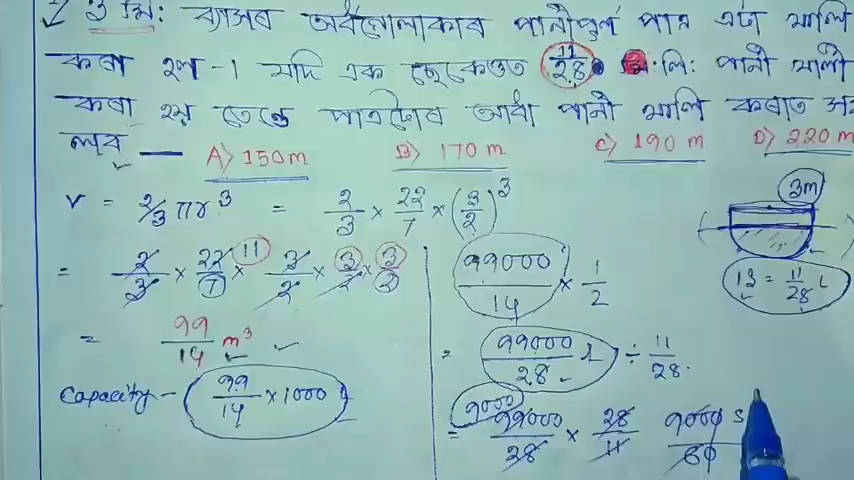 3 মি: ব্যাসৰ অৰ্ধগোলাকাৰ পানীপূৰ্ণ পাত্ৰ এটা খালি
কৰা হল -। যদি এক ছেকেণ্ডত 11/28 লি: পানী খালী
কৰা হয় তেন্তে পাত্ৰটোৰ আধা পানী খালি কৰাত
লব — A) 150 m B) 170 m C) 190 m D) 220 m
V = 2/3 πr³ = 2/3 × 22/7 × (3/2)³
3m
= 2/3 × 22/7 11 × 3/2 × 3/2 × 3/2
99000/14 × 1/2
1s = 11/28 L
= 99/14 m³
= 99000/28 L ÷ 11/28
Capacity - 99/14 × 1000 L
9000
= 99000/28 × 28/11 9000 s/60